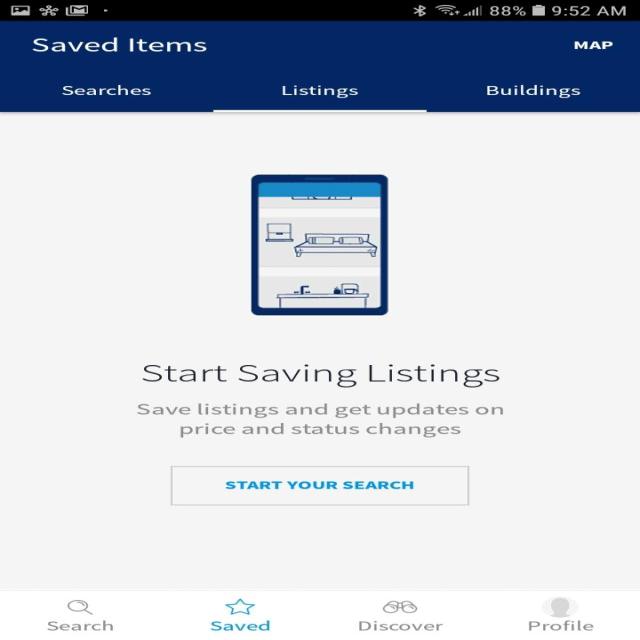 88% 9:52 AM
Saved Items MAP
Searches Listings Buildings
Start Saving Listings
Save listings and get updates on
price and status changes
START YOUR SEARCH
Search Saved Discover Profile